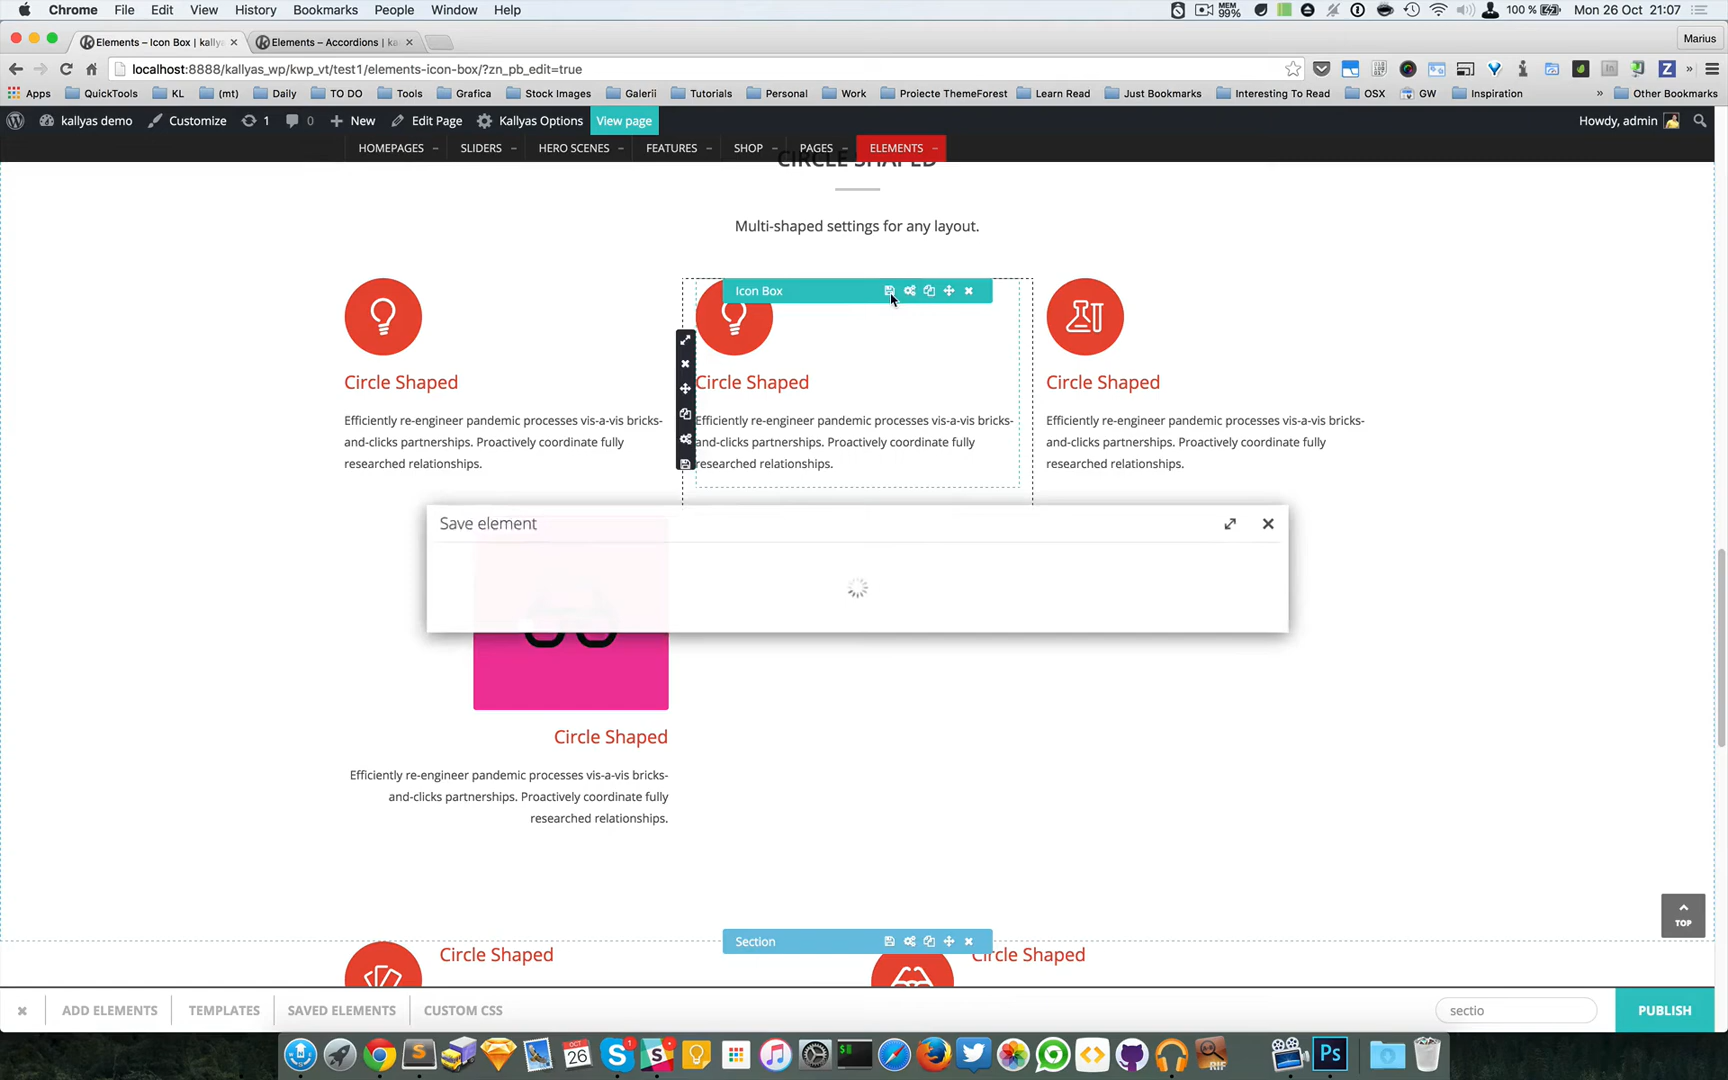 Chrome File Edit View History Bookmarks People Window Help MEM 99% 100 % Mon 26 Oct 21:07
Elements – Icon Box | kally Elements – Accordions | ka Marius
localhost:8888/kallyas_wp/kwp_vt/test1/elements-icon-box/?zn_pb_edit=true
Apps QuickTools KL (mt) Daily TO DO Tools Grafica Stock Images Galerii Tutorials Personal Work Proiecte ThemeForest Learn Read Just Bookmarks Interesting To Read OSX GW Inspiration » Other Bookmarks
kallyas demo Customize 1 0 New Edit Page Kallyas Options View page Howdy, admin
HOMEPAGES SLIDERS HERO SCENES FEATURES SHOP PAGES ELEMENTS
CIRCLE SHAPED
Multi-shaped settings for any layout.
Icon Box
Circle Shaped Circle Shaped Circle Shaped
Efficiently re-engineer pandemic processes vis-a-vis bricks- Efficiently re-engineer pandemic processes vis-a-vis bricks- Efficiently re-engineer pandemic processes vis-a-vis bricks-
and-clicks partnerships. Proactively coordinate fully and-clicks partnerships. Proactively coordinate fully and-clicks partnerships. Proactively coordinate fully
researched relationships. researched relationships. researched relationships.
Save element
Circle Shaped
Efficiently re-engineer pandemic processes vis-a-vis bricks-
and-clicks partnerships. Proactively coordinate fully
researched relationships.
TOP
Section
Circle Shaped Circle Shaped
ADD ELEMENTS TEMPLATES SAVED ELEMENTS CUSTOM CSS sectio PUBLISH
OCT 26 Ps